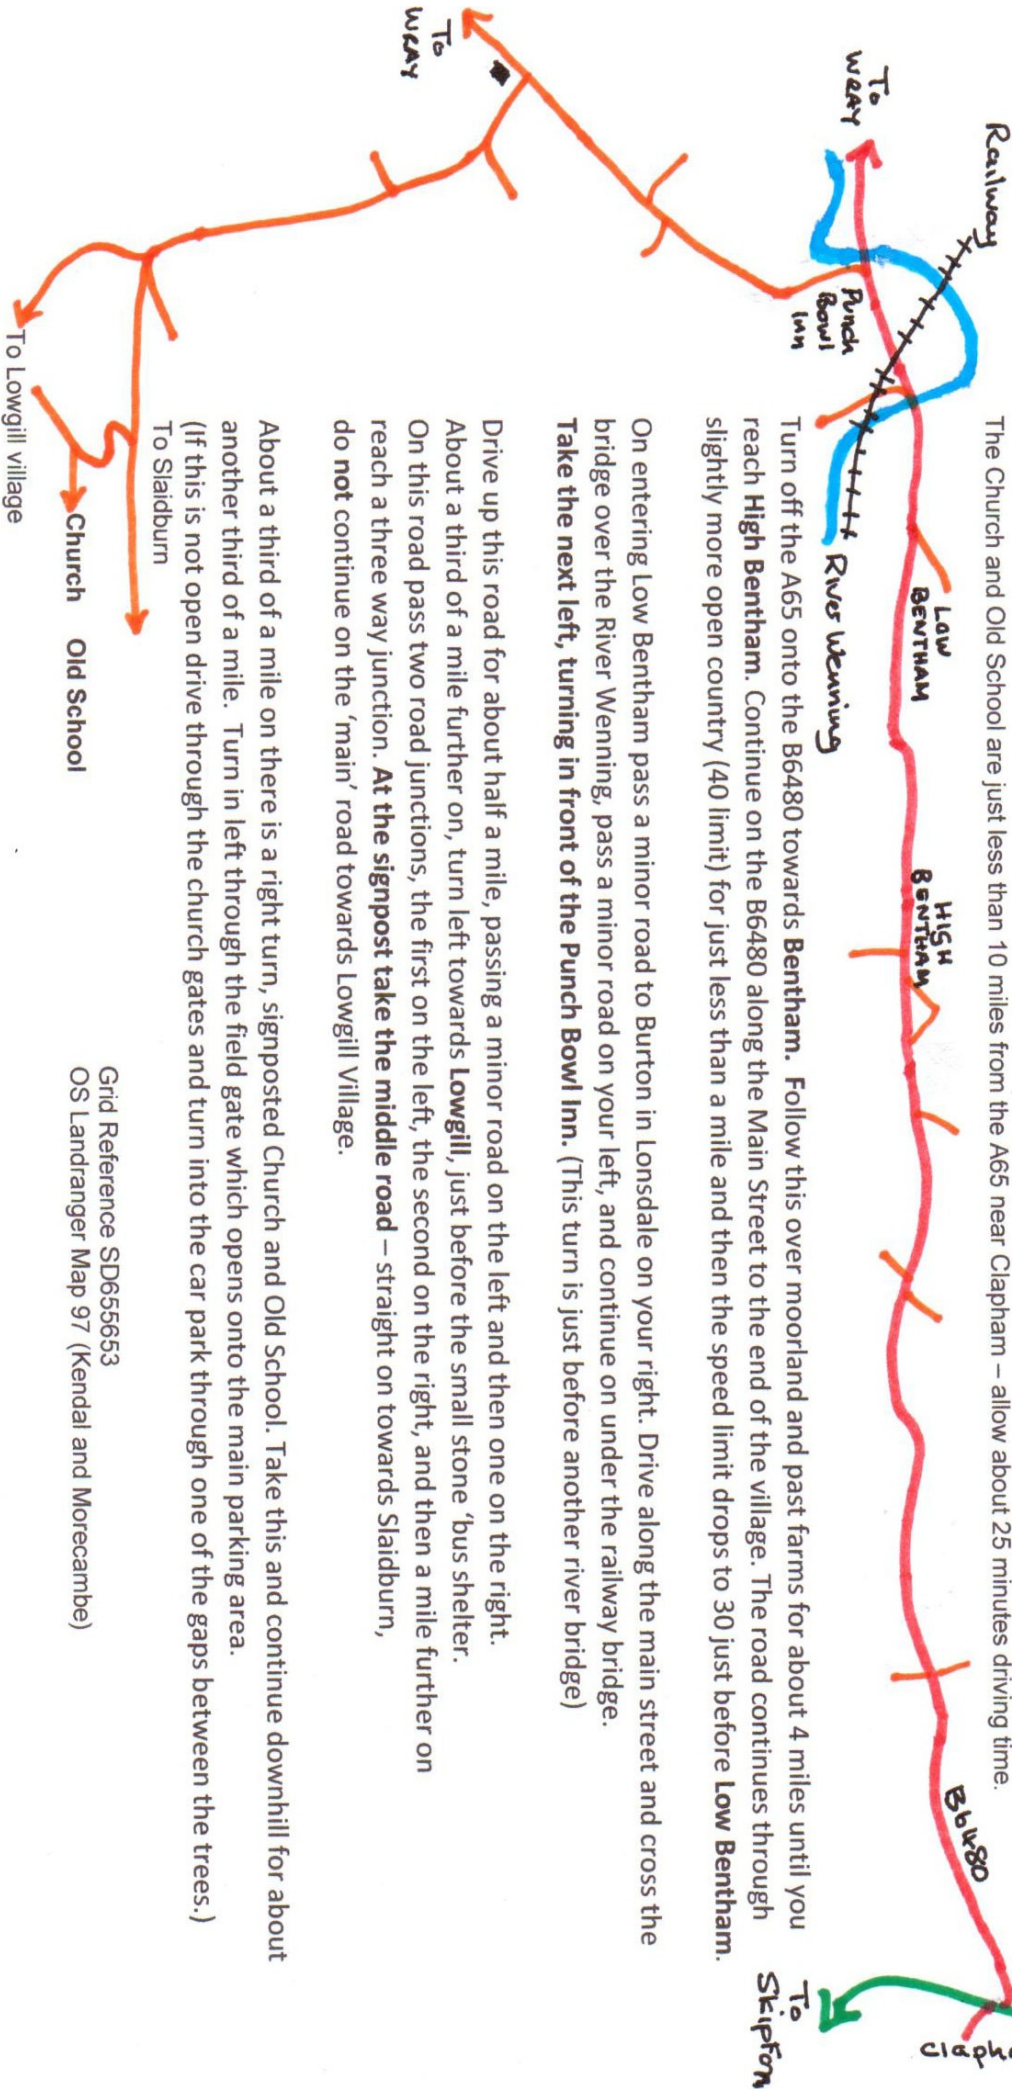 The Church and Old School are just less than 10 miles from the A65 near Clapham – allow about 25 minutes driving time.
Railway
To
WRAY
Punch
Bowl
Inn
River Wenning
LOW
BENTHAM
HIGH
BENTHAM
B6480
To
Skipton
To
WRAY
Turn off the A65 onto the B6480 towards Bentham. Follow this over moorland and past farms for about 4 miles until you
reach High Bentham. Continue on the B6480 along the Main Street to the end of the village. The road continues through
slightly more open country (40 limit) for just less than a mile and then the speed limit drops to 30 just before Low Bentham.
On entering Low Bentham pass a minor road to Burton in Lonsdale on your right. Drive along the main street and cross the
bridge over the River Wenning, pass a minor road on your left, and continue on under the railway bridge.
Take the next left, turning in front of the Punch Bowl Inn. (This turn is just before another river bridge)
Drive up this road for about half a mile, passing a minor road on the left and then one on the right.
About a third of a mile further on, turn left towards Lowgill, just before the small stone ‘bus shelter.
On this road pass two road junctions, the first on the left, the second on the right, and then a mile further on
reach a three way junction. At the signpost take the middle road – straight on towards Slaidburn,
do not continue on the ‘main’ road towards Lowgill Village.
About a third of a mile on there is a right turn, signposted Church and Old School. Take this and continue downhill for about
another third of a mile. Turn in left through the field gate which opens onto the main parking area.
(If this is not open drive through the church gates and turn into the car park through one of the gaps between the trees.)
To Slaidburn
Church Old School
To Lowgill village
Grid Reference SD655653
OS Landranger Map 97 (Kendal and Morecambe)